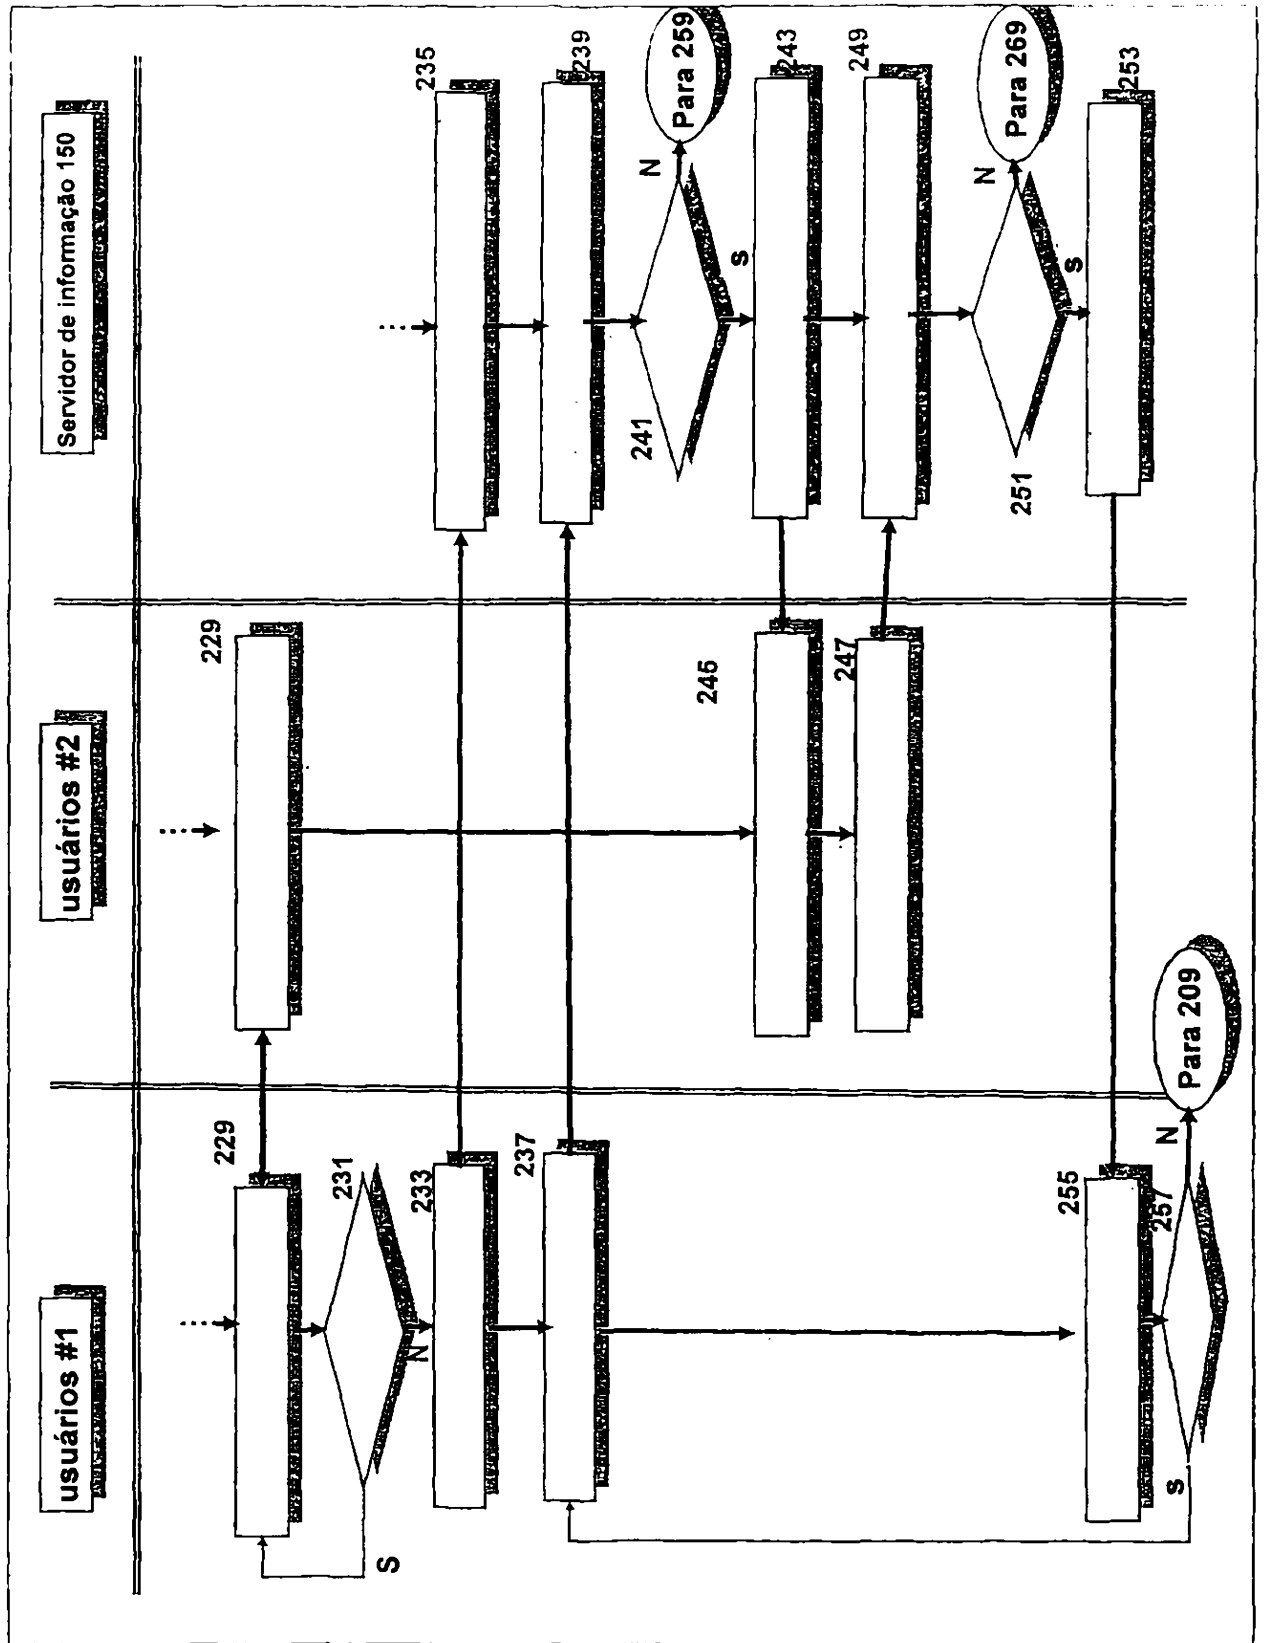 usuários #1
usuários #2
Servidor de informação 150
229
229
231
S
N
233
235
237
239
241
N
Para 259
s
243
245
247
249
251
N
Para 269
s
253
255
257
N
Para 209
s